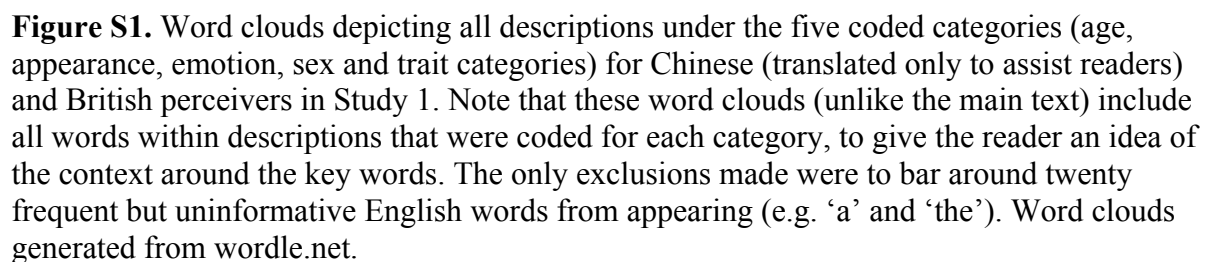 Figure S1. Word clouds depicting all descriptions under the five coded categories (age,
appearance, emotion, sex and trait categories) for Chinese (translated only to assist readers)
and British perceivers in Study 1. Note that these word clouds (unlike the main text) include
all words within descriptions that were coded for each category, to give the reader an idea of
the context around the key words. The only exclusions made were to bar around twenty
frequent but uninformative English words from appearing (e.g. ‘a’ and ‘the’). Word clouds
generated from wordle.net.